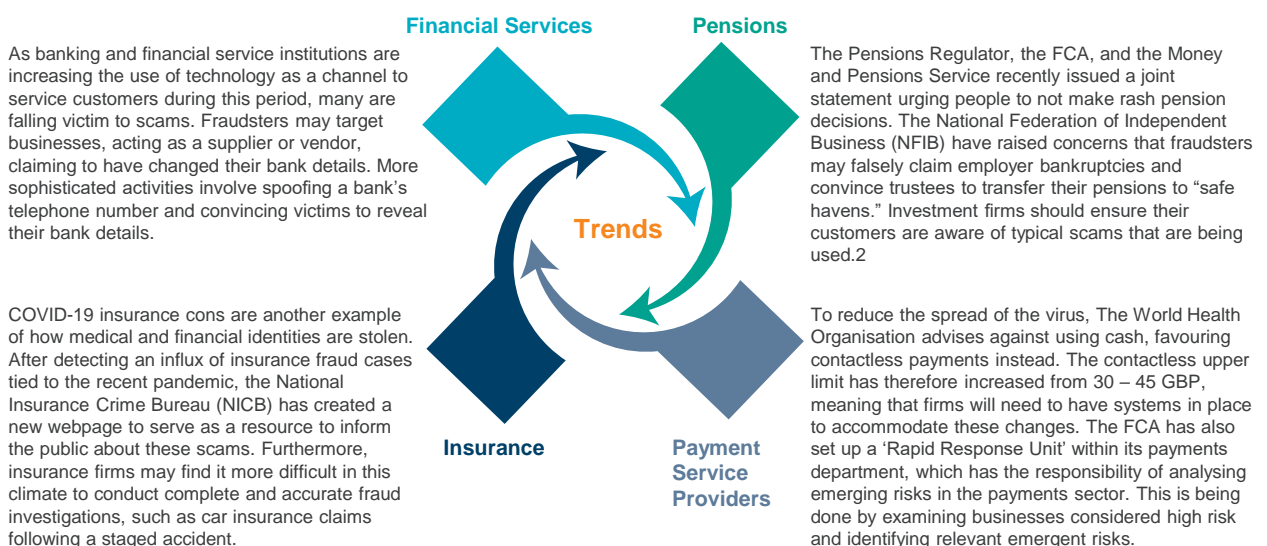 Financial Services
As banking and financial service institutions are
increasing the use of technology as a channel to
service customers during this period, many are
falling victim to scams. Fraudsters may target
businesses, acting as a supplier or vendor,
claiming to have changed their bank details. More
sophisticated activities involve spoofing a bank’s
telephone number and convincing victims to reveal
their bank details.
Pensions
The Pensions Regulator, the FCA, and the Money
and Pensions Service recently issued a joint
statement urging people to not make rash pension
decisions. The National Federation of Independent
Business (NFIB) have raised concerns that fraudsters
may falsely claim employer bankruptcies and
convince trustees to transfer their pensions to “safe
havens.” Investment firms should ensure their
customers are aware of typical scams that are being
used.2
Trends
COVID-19 insurance cons are another example
of how medical and financial identities are stolen.
After detecting an influx of insurance fraud cases
tied to the recent pandemic, the National
Insurance Crime Bureau (NICB) has created a
new webpage to serve as a resource to inform
the public about these scams. Furthermore,
insurance firms may find it more difficult in this
climate to conduct complete and accurate fraud
investigations, such as car insurance claims
following a staged accident.
Insurance
Payment
Service
Providers
To reduce the spread of the virus, The World Health
Organisation advises against using cash, favouring
contactless payments instead. The contactless upper
limit has therefore increased from 30 – 45 GBP,
meaning that firms will need to have systems in place
to accommodate these changes. The FCA has also
set up a ‘Rapid Response Unit’ within its payments
department, which has the responsibility of analysing
emerging risks in the payments sector. This is being
done by examining businesses considered high risk
and identifying relevant emergent risks.